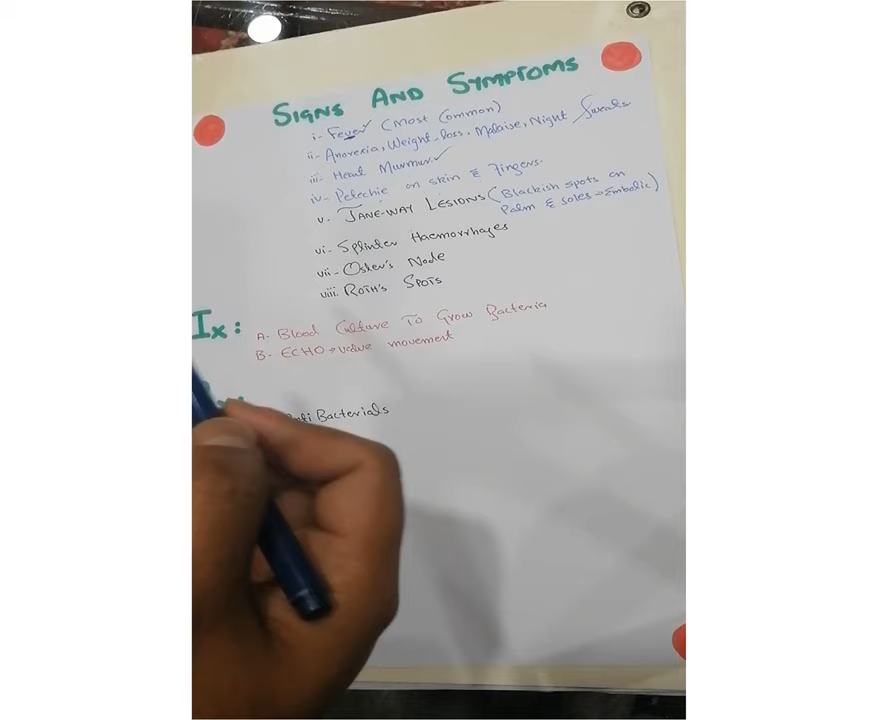 SIGNS AND SYMPTOMS
i- Fever (Most Common)
ii- Anorexia, Weight loss, Malaise, Night Sweats
iii- Heart Murmur
iv- Petechie on skin & Fingers.
v- JANE-WAY LESIONS (Blackish spots on
Palm & soles → Embolic)
vi- Splinter Haemorrhages
vii- Osler's Node
viii. ROTH'S SPOTS
Ix:
A- Blood Culture To Grow Bacteria
B- ECHO → valve movement
Bacterials